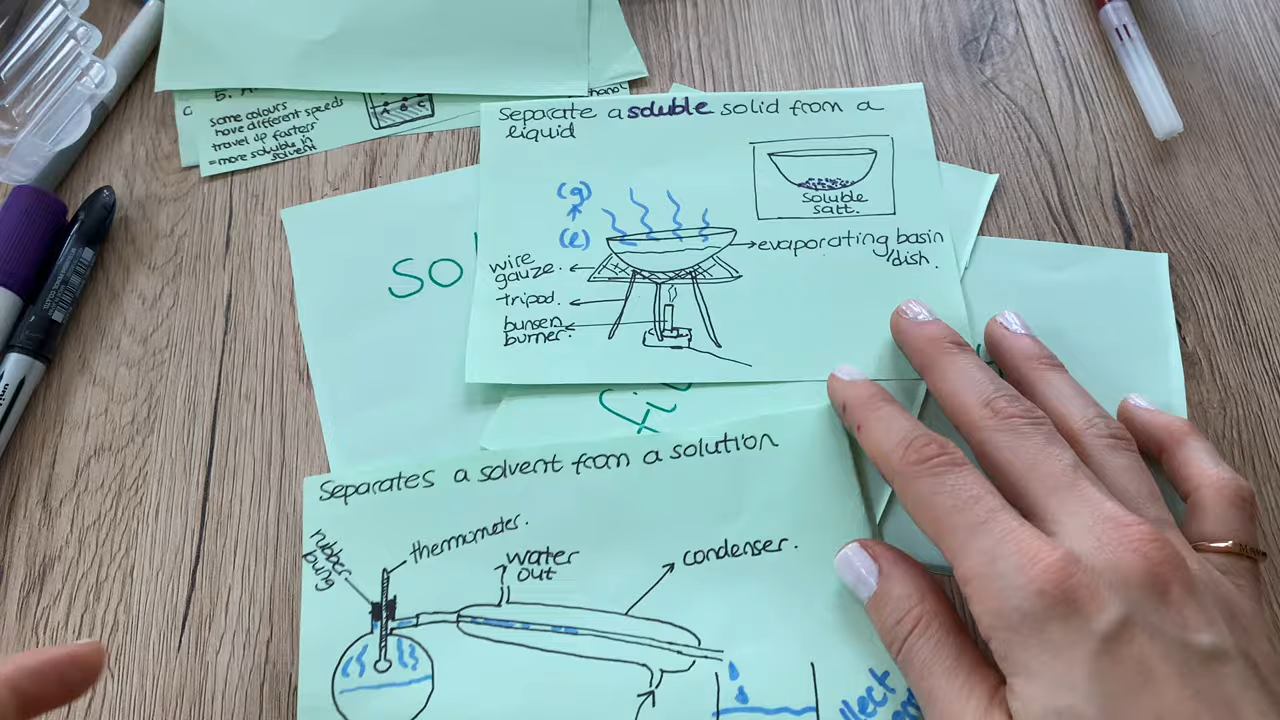 5.
same colours
have different speeds
travel up faster
=more soluble in
solvent
A B C
Separate a soluble solid from a
liquid
(g)
(l)
soluble
salt.
evaporating basin
/dish.
wire
gauze.
tripod.
bunsen
burner.
SO
Separates a solvent from a solution
rubber
bung
thermometer.
water
out
condenser.